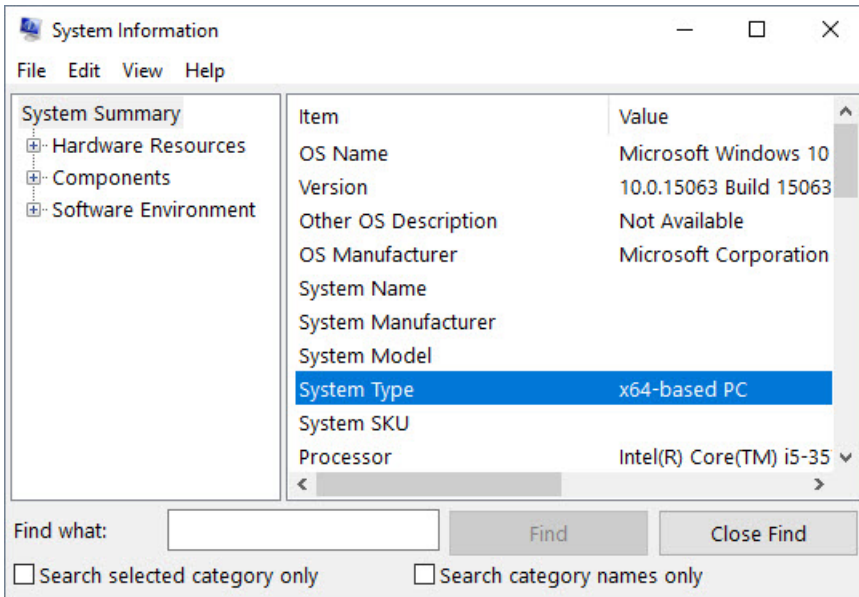 System Information
File Edit View Help
System Summary
Hardware Resources
Components
Software Environment
Item Value
OS Name Microsoft Windows 10
Version 10.0.15063 Build 15063
Other OS Description Not Available
OS Manufacturer Microsoft Corporation
System Name
System Manufacturer
System Model
System Type x64-based PC
System SKU
Processor Intel(R) Core(TM) i5-35
Find what: Find Close Find
Search selected category only Search category names only